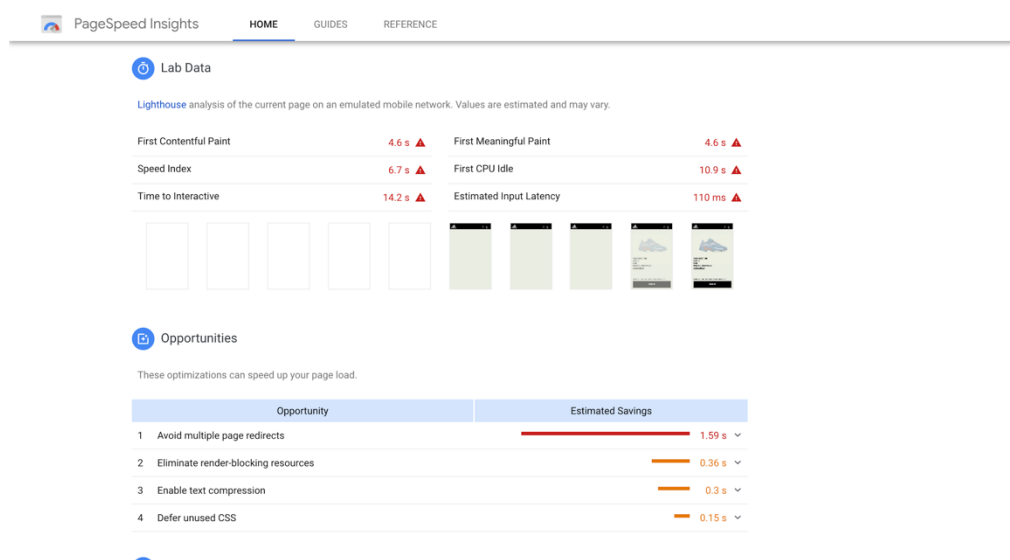 PageSpeed Insights HOME GUIDES REFERENCE
Lab Data
Lighthouse analysis of the current page on an emulated mobile network. Values are estimated and may vary.
First Contentful Paint 4.6 s First Meaningful Paint 4.6 s
Speed Index 6.7 s First CPU Idle 10.9 s
Time to Interactive 14.2 s Estimated Input Latency 110 ms
Opportunities
These optimizations can speed up your page load.
Opportunity Estimated Savings
1 Avoid multiple page redirects 1.59 s
2 Eliminate render-blocking resources 0.36 s
3 Enable text compression 0.3 s
4 Defer unused CSS 0.15 s